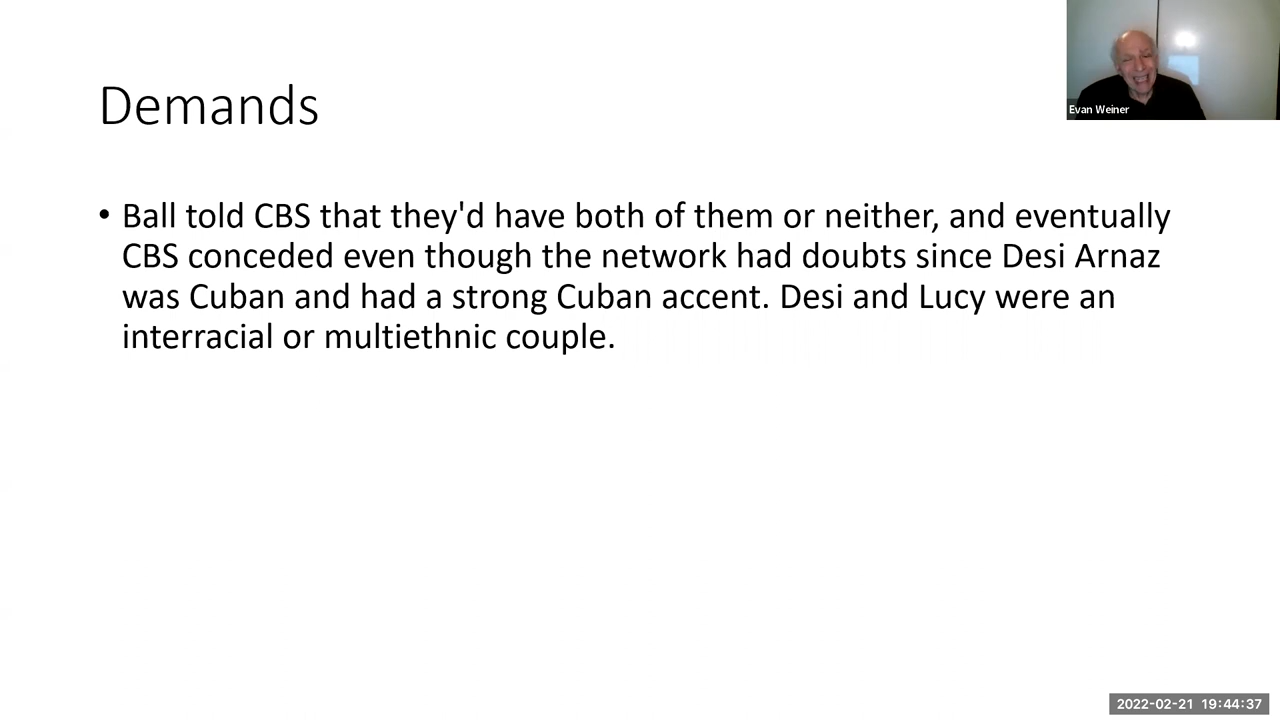 Demands
Evan Weiner
• Ball told CBS that they'd have both of them or neither, and eventually
CBS conceded even though the network had doubts since Desi Arnaz
was Cuban and had a strong Cuban accent. Desi and Lucy were an
interracial or multiethnic couple.
2022-02-21 19:44:37